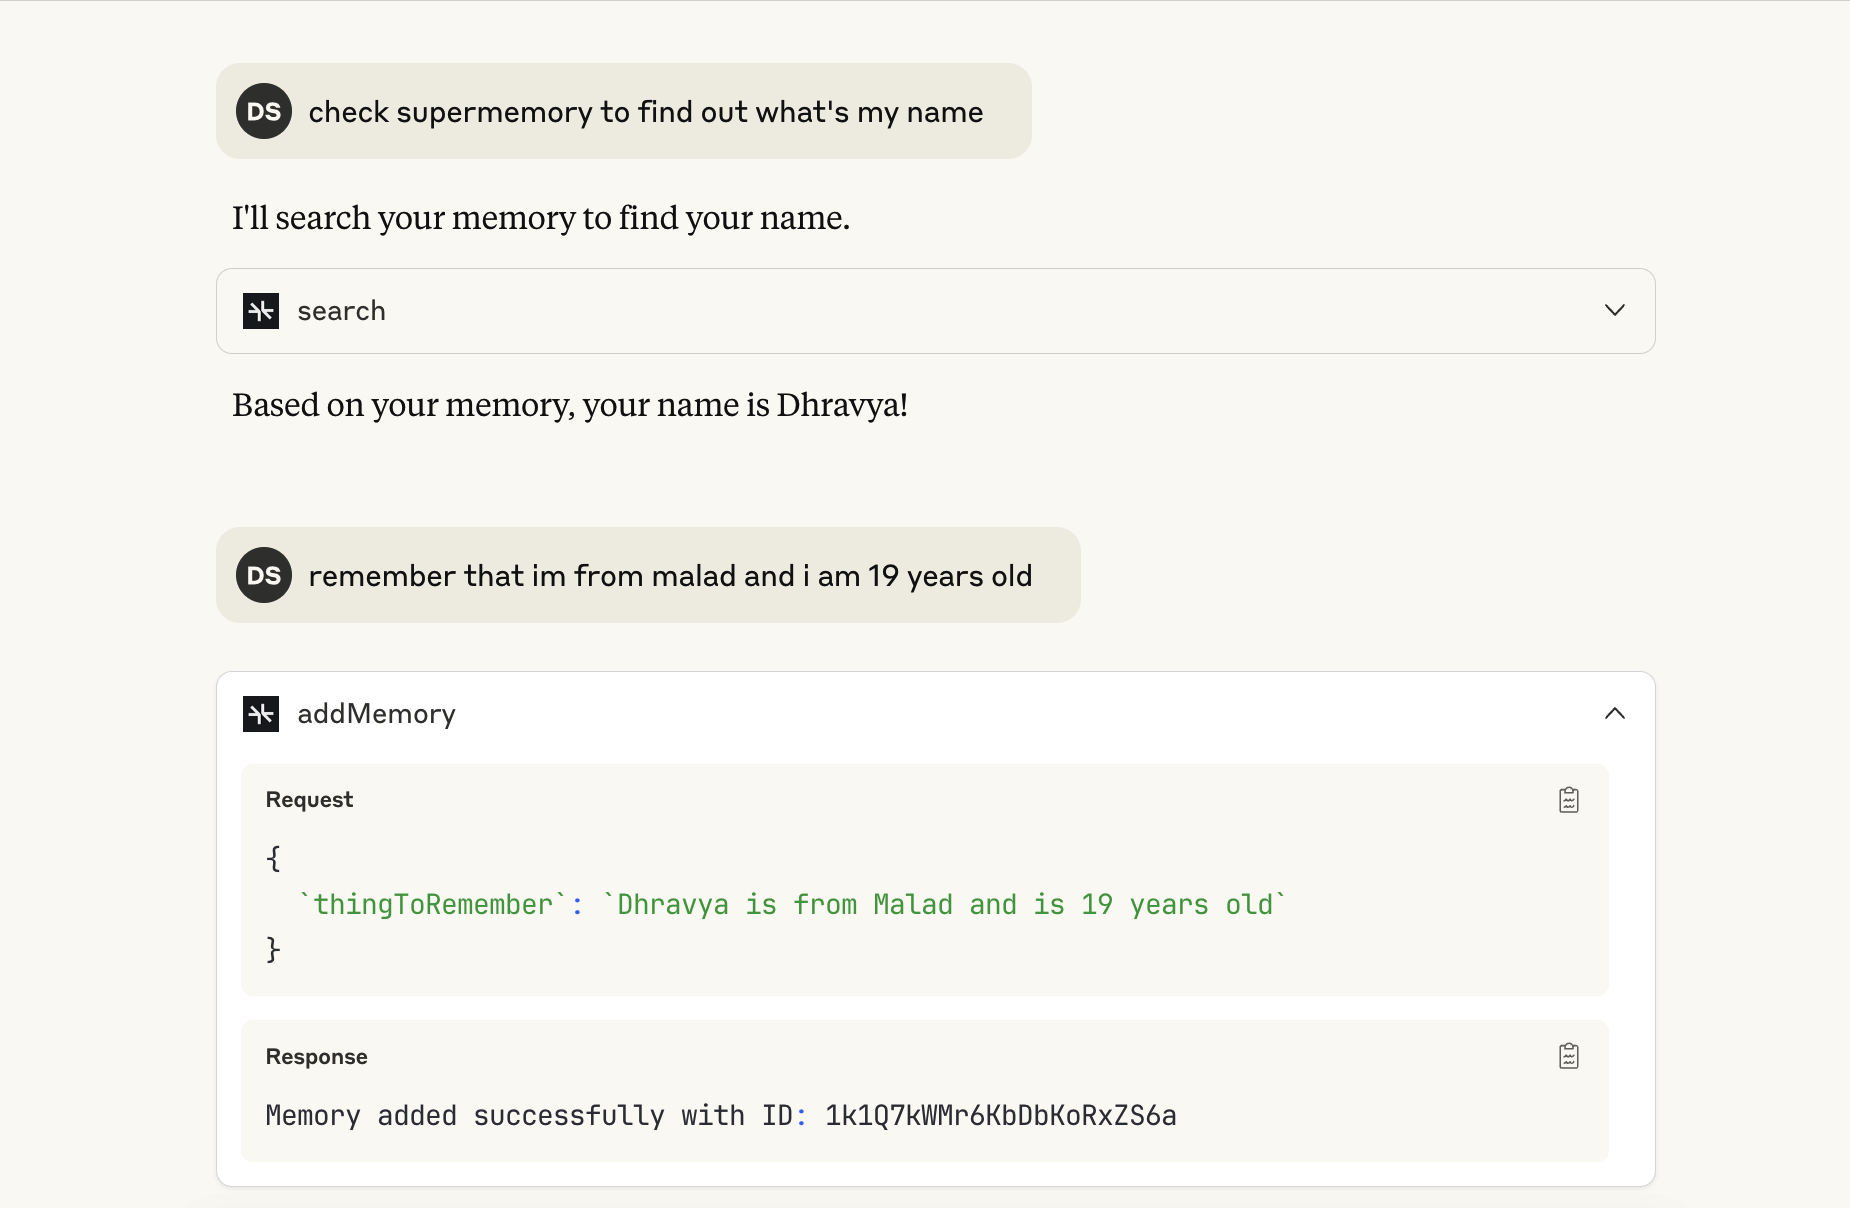 DS check supermemory to find out what's my name
I'll search your memory to find your name.
search
Based on your memory, your name is Dhravya!
DS remember that im from malad and i am 19 years old
addMemory
Request
{
  `thingToRemember`: `Dhravya is from Malad and is 19 years old`
}
Response
Memory added successfully with ID: 1k1Q7kWMr6KbDbKoRxZS6a